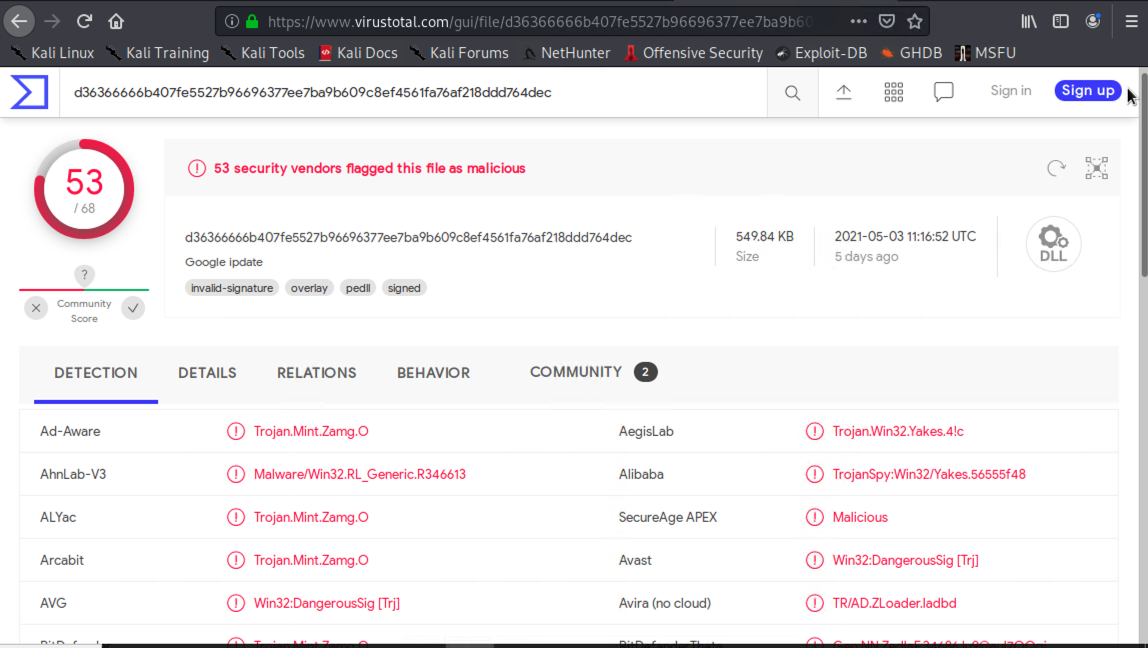 https://www.virustotal.com/gui/file/d36366666b407fe5527b96696377ee7ba9b60
Kali Linux Kali Training Kali Tools Kali Docs Kali Forums NetHunter Offensive Security Exploit-DB GHDB MSFU
d36366666b407fe5527b96696377ee7ba9b609c8ef4561fa76af218ddd764dec Sign in Sign up
53
/ 68
53 security vendors flagged this file as malicious
d36366666b407fe5527b96696377ee7ba9b609c8ef4561fa76af218ddd764dec
Google ipdate
invalid-signature overlay pedll signed
549.84 KB
Size
2021-05-03 11:16:52 UTC
5 days ago
DLL
?
Community
Score
DETECTION DETAILS RELATIONS BEHAVIOR COMMUNITY 2
Ad-Aware Trojan.Mint.Zamg.O AegisLab Trojan.Win32.Yakes.4!c
AhnLab-V3 Malware/Win32.RL_Generic.R346613 Alibaba TrojanSpy:Win32/Yakes.56555f48
ALYac Trojan.Mint.Zamg.O SecureAge APEX Malicious
Arcabit Trojan.Mint.Zamg.O Avast Win32:DangerousSig [Trj]
AVG Win32:DangerousSig [Trj] Avira (no cloud) TR/AD.ZLoader.ladbd